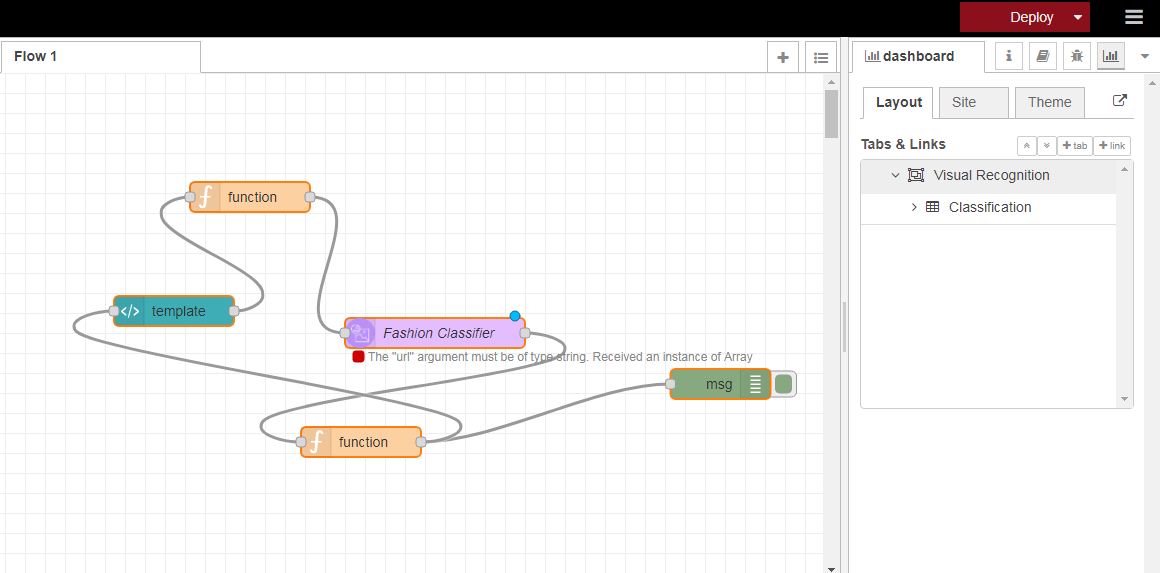 Deploy
Flow 1
dashboard
Layout
Site
Theme
Tabs & Links
tab
link
Visual Recognition
Classification
function
template
Fashion Classifier
The "url" argument must be of type string. Received an instance of Array
msg
function